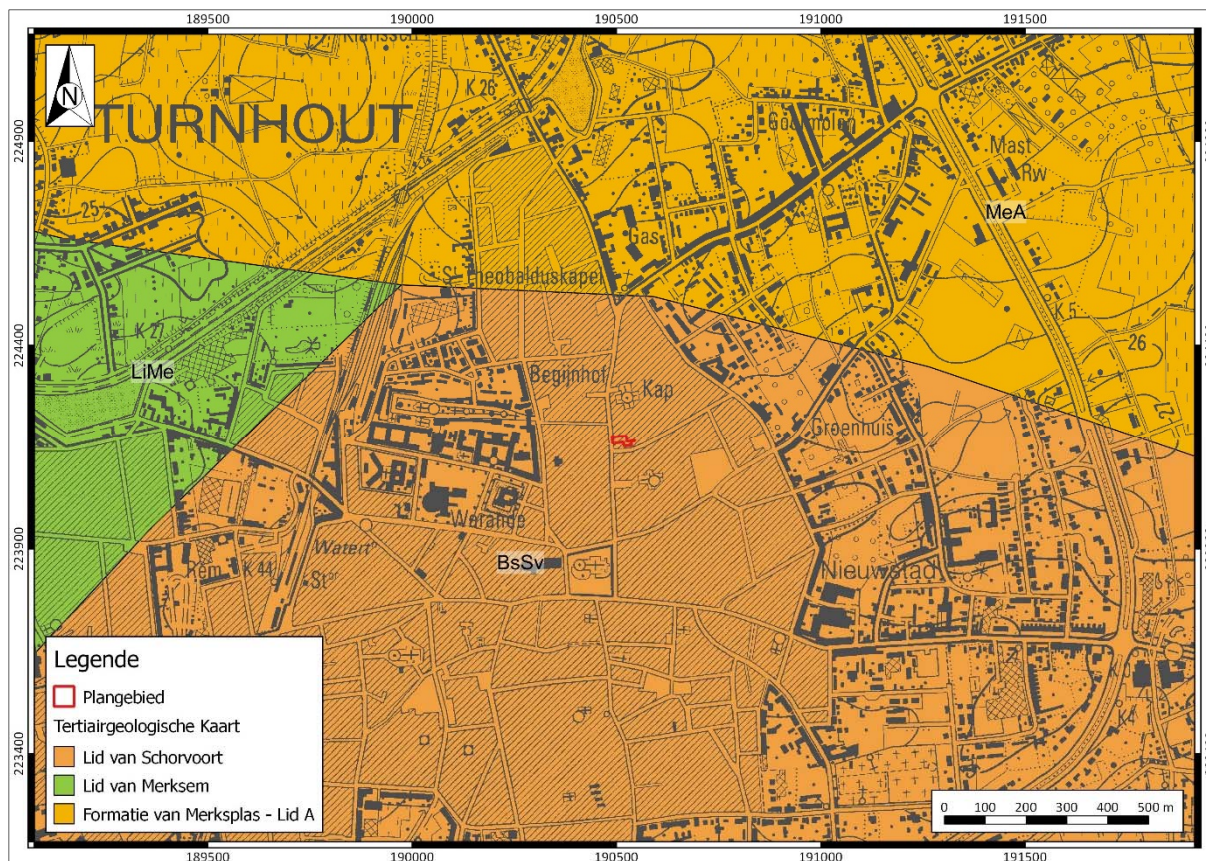 189500 190000 190500 191000 191500
N
TURNHOUT
K 26
224900
Mast
Rw
MeA
25
Gas
St Theobalduskapel
K 5
26
K 27
224400
LiMe
Begijnhof
Kap
27
Groenhuis
Warande
223900
Watert
BsSv
Rem
K 44
Nieuwstad
Legende
Plangebied
Tertiairgeologische Kaart
Lid van Schorvoort
Lid van Merksem
Formatie van Merksplas - Lid A
223400
K4
0 100 200 300 400 500 m
189500 190000 190500 191000 191500